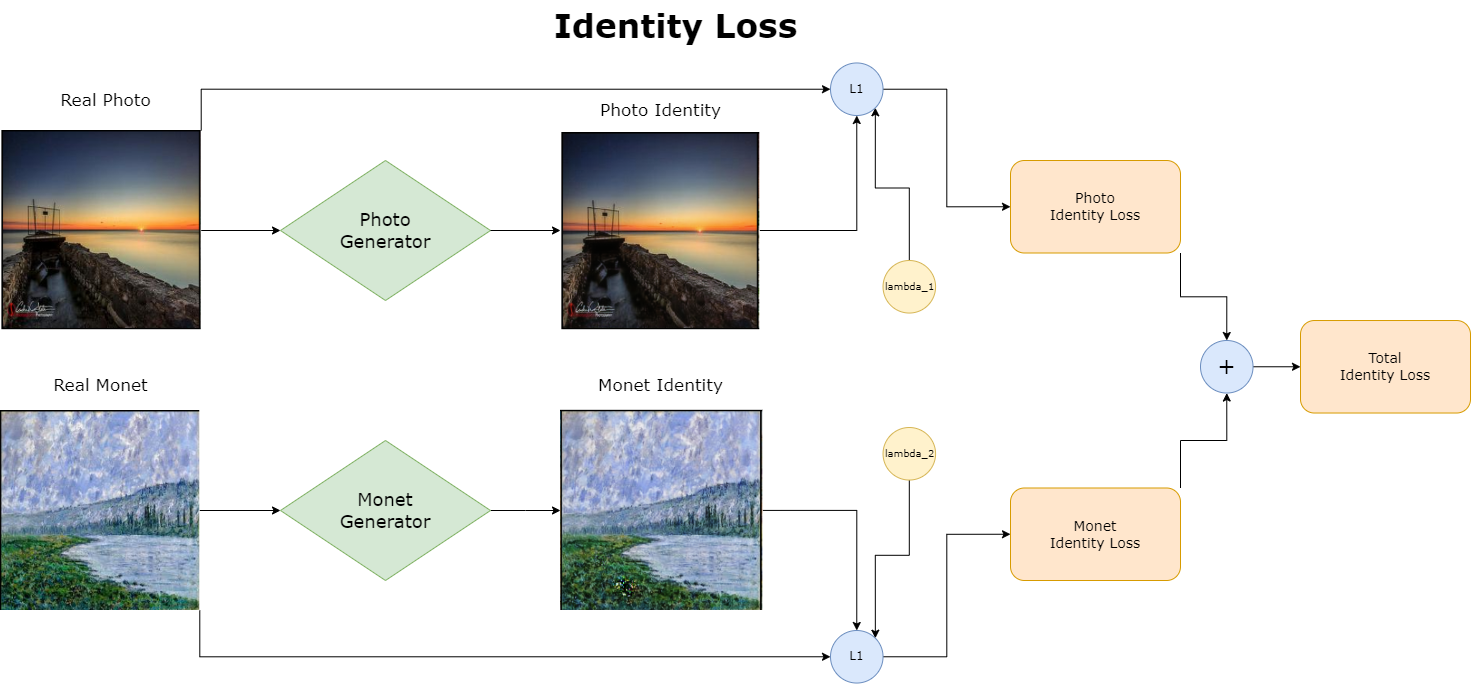 Identity Loss
Real Photo
Photo Identity
L1
Photo
Generator
lambda_1
Photo
Identity Loss
Real Monet
Monet Identity
Monet
Generator
lambda_2
L1
Monet
Identity Loss
+
Total
Identity Loss